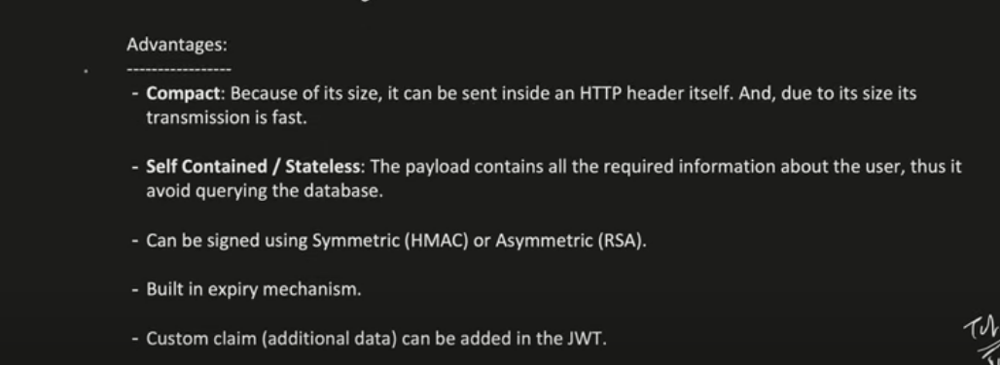 Advantages:
-----------------
- Compact: Because of its size, it can be sent inside an HTTP header itself. And, due to its size its
transmission is fast.
- Self Contained / Stateless: The payload contains all the required information about the user, thus it
avoid querying the database.
- Can be signed using Symmetric (HMAC) or Asymmetric (RSA).
- Built in expiry mechanism.
- Custom claim (additional data) can be added in the JWT.